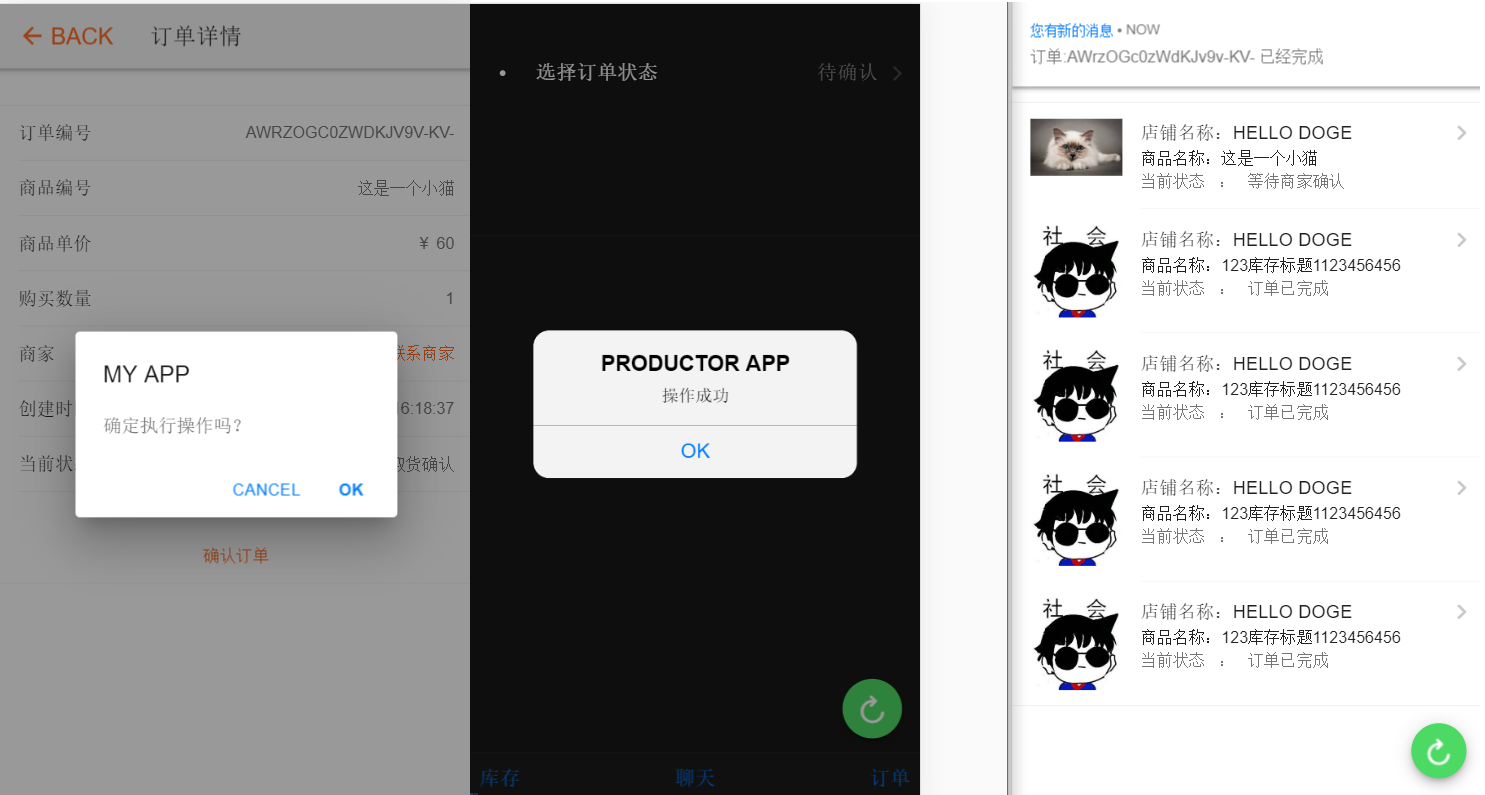 BACK 订单详情
订单编号 AWRZOGC0ZWDKJV9V-KV-
商品编号 这是一个小猫
商品单价 ¥ 60
购买数量 1
商家 联系商家
创建时 6:18:37
当前状 取货确认
MY APP
确定执行操作吗?
CANCEL OK
确认订单
• 选择订单状态 待确认
PRODUCTOR APP
操作成功
OK
库存 聊天 订单
您有新的消息 • NOW
订单:AWrzOGc0zWdKJv9v-KV- 已经完成
店铺名称：HELLO DOGE
商品名称：这是一个小猫
当前状态 ： 等待商家确认
社 会
店铺名称：HELLO DOGE
商品名称：123库存标题1123456456
当前状态 ： 订单已完成
社 会
店铺名称：HELLO DOGE
商品名称：123库存标题1123456456
当前状态 ： 订单已完成
社 会
店铺名称：HELLO DOGE
商品名称：123库存标题1123456456
当前状态 ： 订单已完成
社 会
店铺名称：HELLO DOGE
商品名称：123库存标题1123456456
当前状态 ： 订单已完成